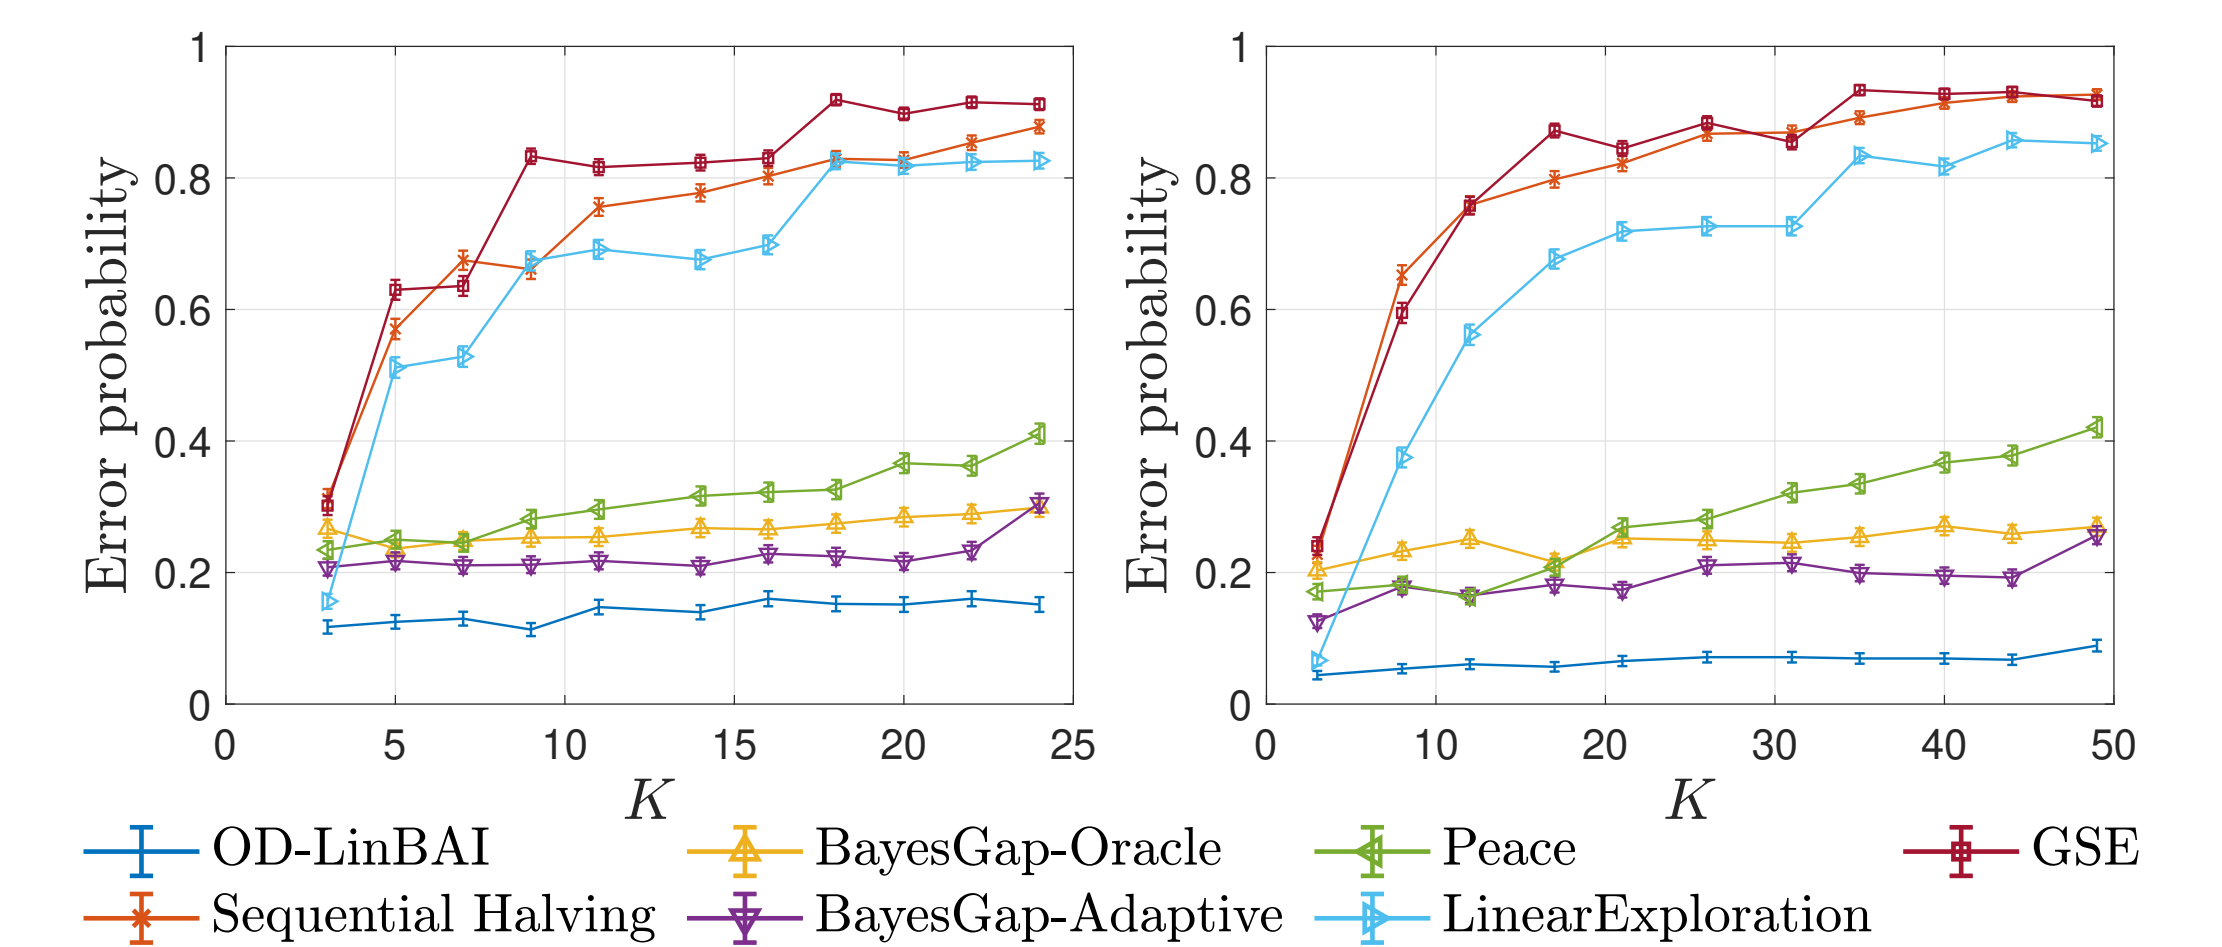 Error probability
1
0.8
0.6
0.4
0.2
0
0 5 10 15 20 25
K
Error probability
1
0.8
0.6
0.4
0.2
0
0 10 20 30 40 50
K
OD-LinBAI BayesGap-Oracle Peace GSE
Sequential Halving BayesGap-Adaptive LinearExploration